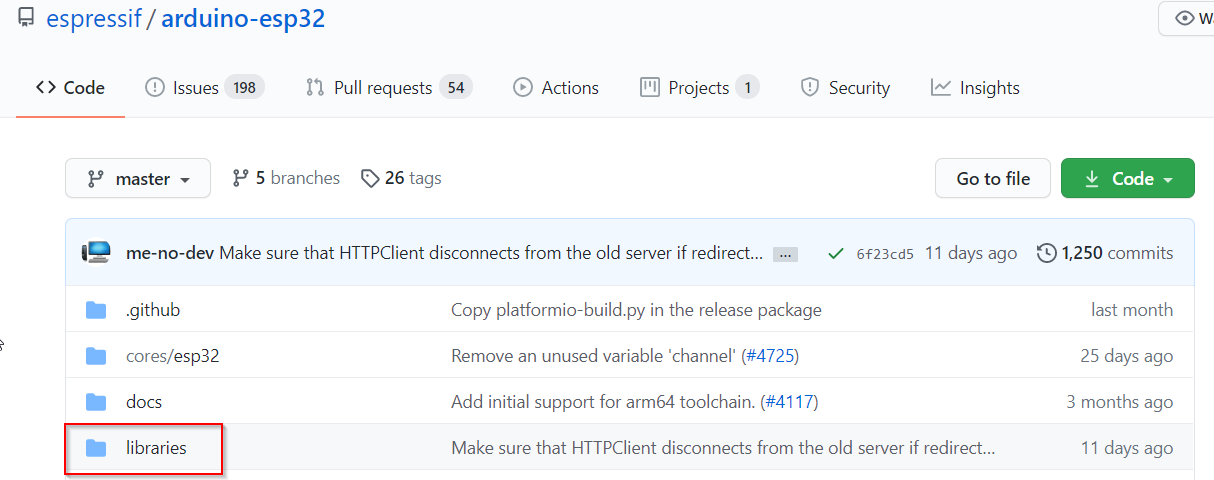 espressif / arduino-esp32
Code Issues 198 Pull requests 54 Actions Projects 1 Security Insights
master 5 branches 26 tags Go to file Code
me-no-dev Make sure that HTTPClient disconnects from the old server if redirect... ... 6f23cd5 11 days ago 1,250 commits
.github Copy platformio-build.py in the release package last month
cores/esp32 Remove an unused variable 'channel' (#4725) 25 days ago
docs Add initial support for arm64 toolchain. (#4117) 3 months ago
libraries Make sure that HTTPClient disconnects from the old server if redirect... 11 days ago